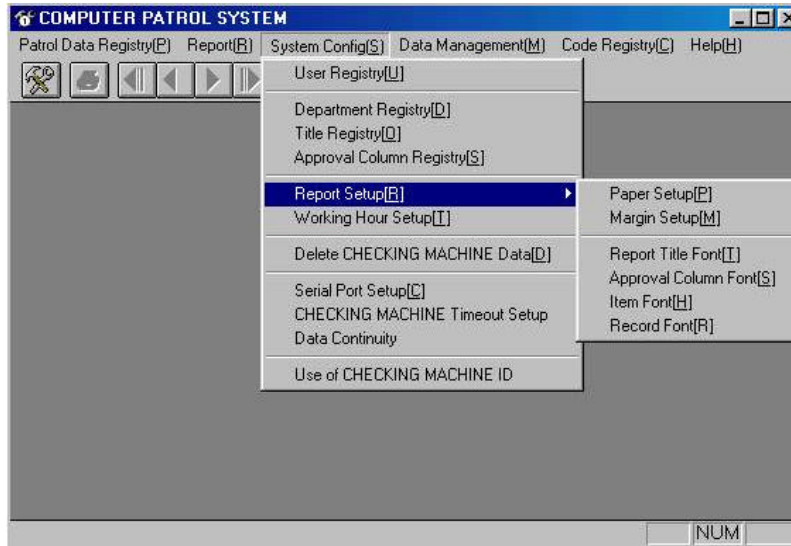 COMPUTER PATROL SYSTEM
Patrol Data Registry(P) Report(R) System Config(S) Data Management(M) Code Registry(C) Help(H)
User Registry[U]
Department Registry[D]
Title Registry[O]
Approval Column Registry[S]
Report Setup[R]
Working Hour Setup[T]
Delete CHECKING MACHINE Data[D]
Serial Port Setup[C]
CHECKING MACHINE Timeout Setup
Data Continuity
Use of CHECKING MACHINE ID
Paper Setup[P]
Margin Setup[M]
Report Title Font[T]
Approval Column Font[S]
Item Font[H]
Record Font[R]
NUM